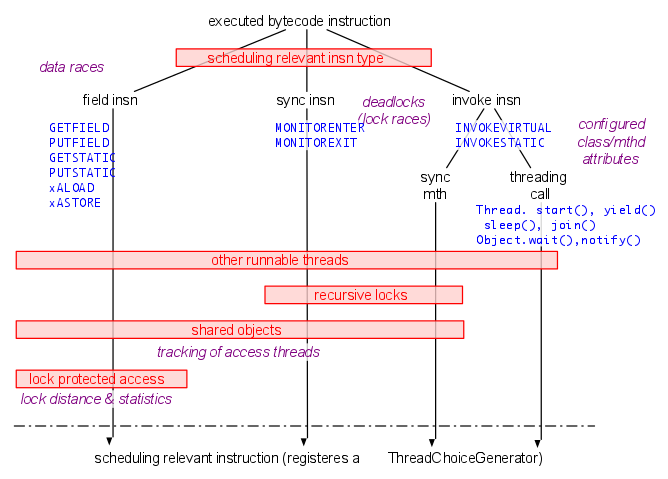 executed bytecode instruction
scheduling relevant insn type
data races
field insn
sync insn
deadlocks
(lock races)
invoke insn
GETFIELD
PUTFIELD
GETSTATIC
PUTSTATIC
xALOAD
xASTORE
MONITORENTER
MONITOREXIT
INVOKEVIRTUAL
INVOKESTATIC
configured
class/mthd
attributes
sync
mth
threading
call
Thread. start(), yield()
sleep(), join()
Object.wait(),notify()
other runnable threads
recursive locks
shared objects
tracking of access threads
lock protected access
lock distance & statistics
scheduling relevant instruction (registeres a ThreadChoiceGenerator)